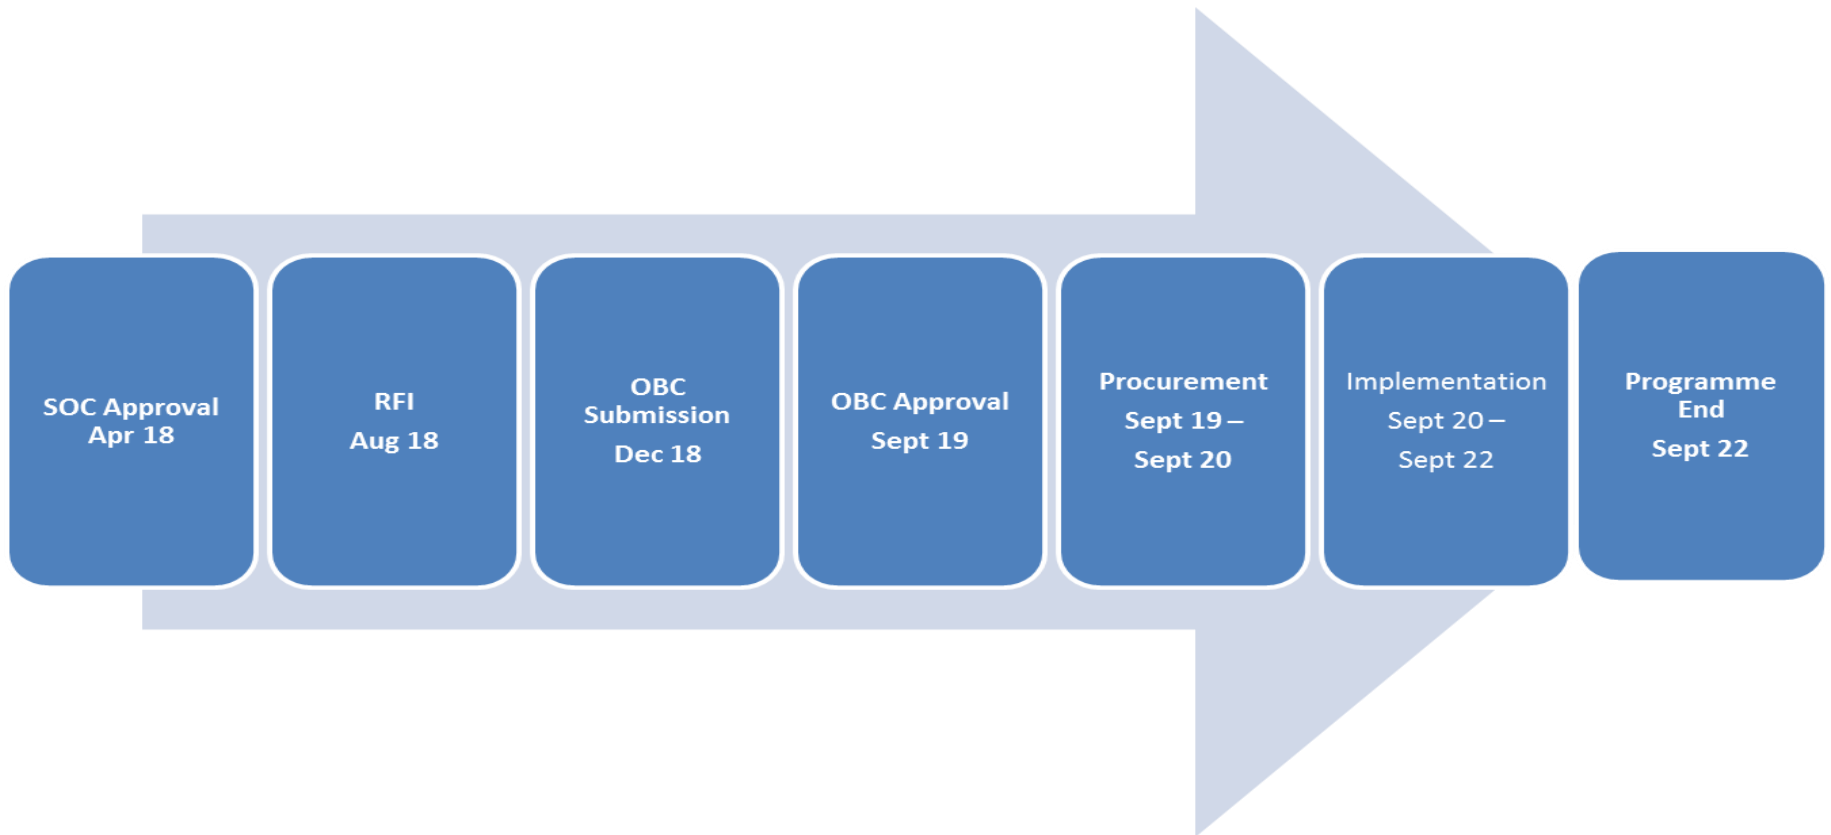 SOC Approval
Apr 18
RFI
Aug 18
OBC
Submission
Dec 18
OBC Approval
Sept 19
Procurement
Sept 19 –
Sept 20
Implementation
Sept 20 –
Sept 22
Programme
End
Sept 22